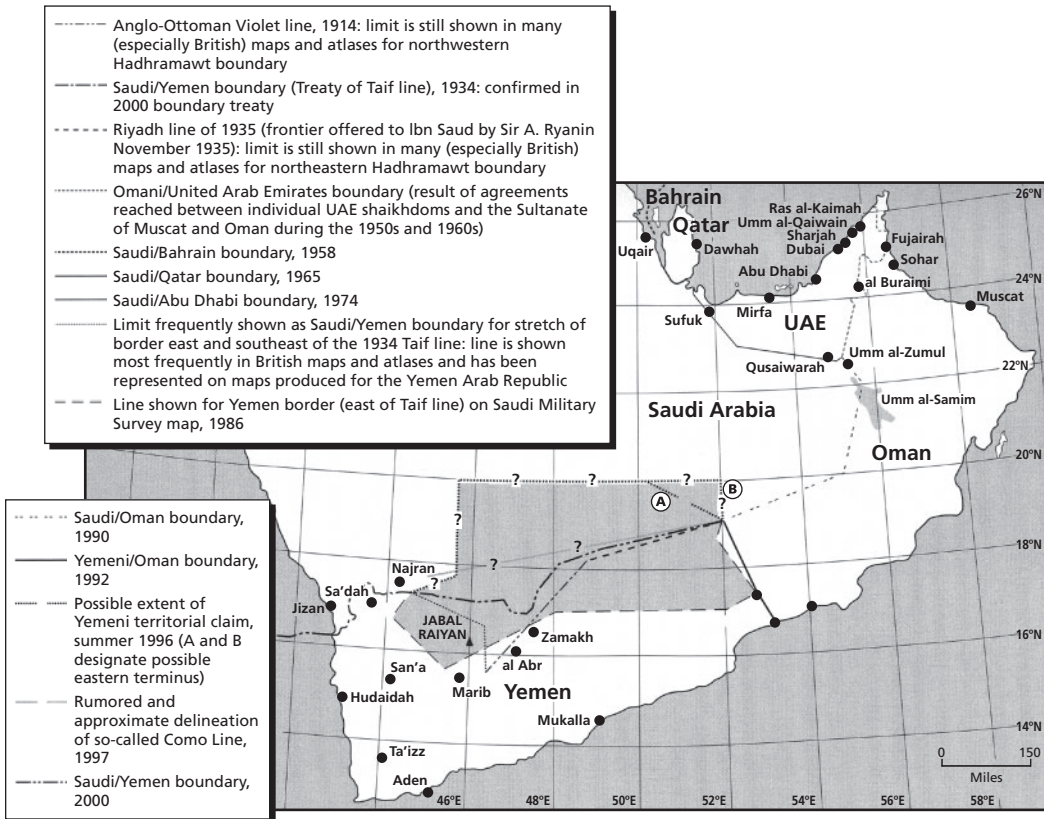 Anglo-Ottoman Violet line, 1914: limit is still shown in many
(especially British) maps and atlases for northwestern
Hadhramawt boundary
Saudi/Yemen boundary (Treaty of Taif line), 1934: confirmed in
2000 boundary treaty
Riyadh line of 1935 (frontier offered to lbn Saud by Sir A. Ryanin
November 1935): limit is still shown in many (especially British)
maps and atlases for northeastern Hadhramawt boundary
Omani/United Arab Emirates boundary (result of agreements
reached between individual UAE shaikhdoms and the Sultanate
of Muscat and Oman during the 1950s and 1960s)
Saudi/Bahrain boundary, 1958
Saudi/Qatar boundary, 1965
Saudi/Abu Dhabi boundary, 1974
Limit frequently shown as Saudi/Yemen boundary for stretch of
border east and southeast of the 1934 Taif line: line is shown
most frequently in British maps and atlases and has been
represented on maps produced for the Yemen Arab Republic
Line shown for Yemen border (east of Taif line) on Saudi Military
Survey map, 1986
Saudi/Oman boundary,
1990
Yemeni/Oman boundary,
1992
Possible extent of
Yemeni territorial claim,
summer 1996 (A and B
designate possible
eastern terminus)
Rumored and
approximate delineation
of so-called Como Line,
1997
Saudi/Yemen boundary,
2000
Bahrain
Qatar
Uqair
Dawhah
Ras al-Kaimah
Umm al-Qaiwain
Sharjah
Dubai
Abu Dhabi
Fujairah
Sohar
al Buraimi
Muscat
Mirfa
Sufuk
UAE
Qusaiwarah
Umm al-Zumul
Umm al-Samim
Saudi Arabia
Oman
26°N
24°N
22°N
20°N
18°N
16°N
14°N
? ? ?
A
B
?
?
?
?
?
Najran
Sa'dah
Jizan
JABAL
RAIYAN
Zamakh
al Abr
San'a
Marib
Hudaidah
Yemen
Mukalla
Ta'izz
Aden
46°E
48°E
50°E
52°E
54°E
56°E
58°E
0 150
Miles